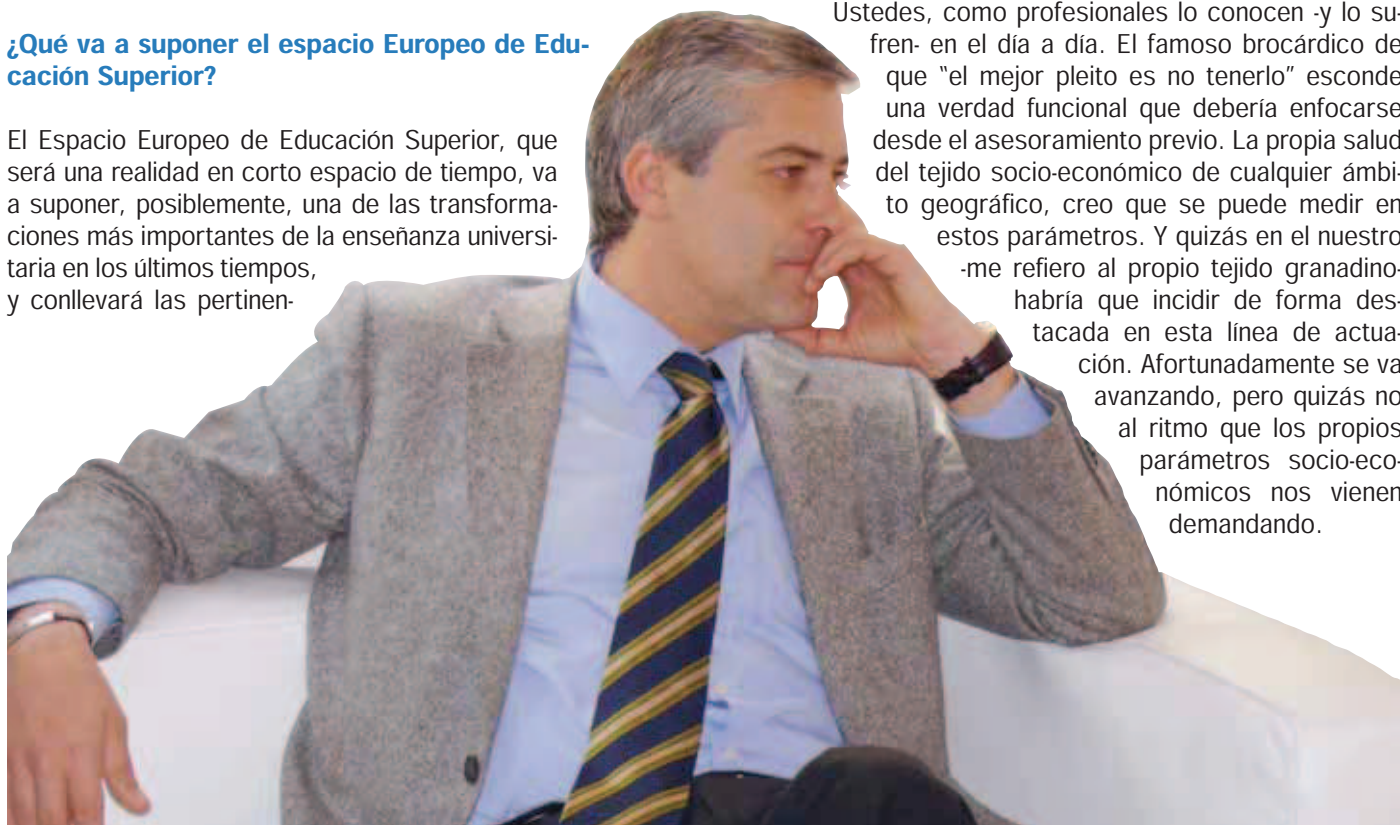 ¿Qué va a suponer el espacio Europeo de Edu-
cación Superior?
El Espacio Europeo de Educación Superior, que
será una realidad en corto espacio de tiempo, va
a suponer, posiblemente, una de las transforma-
ciones más importantes de la enseñanza universi-
taria en los últimos tiempos,
y conllevará las pertinen-
Ustedes, como profesionales lo conocen -y lo su-
fren- en el día a día. El famoso brocárdico de
que “el mejor pleito es no tenerlo” esconde
una verdad funcional que debería enfocarse
desde el asesoramiento previo. La propia salud
del tejido socio-económico de cualquier ámbi-
to geográfico, creo que se puede medir en
estos parámetros. Y quizás en el nuestro
-me refiero al propio tejido granadino-
habría que incidir de forma des-
tacada en esta línea de actua-
ción. Afortunadamente se va
avanzando, pero quizás no
al ritmo que los propios
parámetros socio-eco-
nómicos nos vienen
demandando.